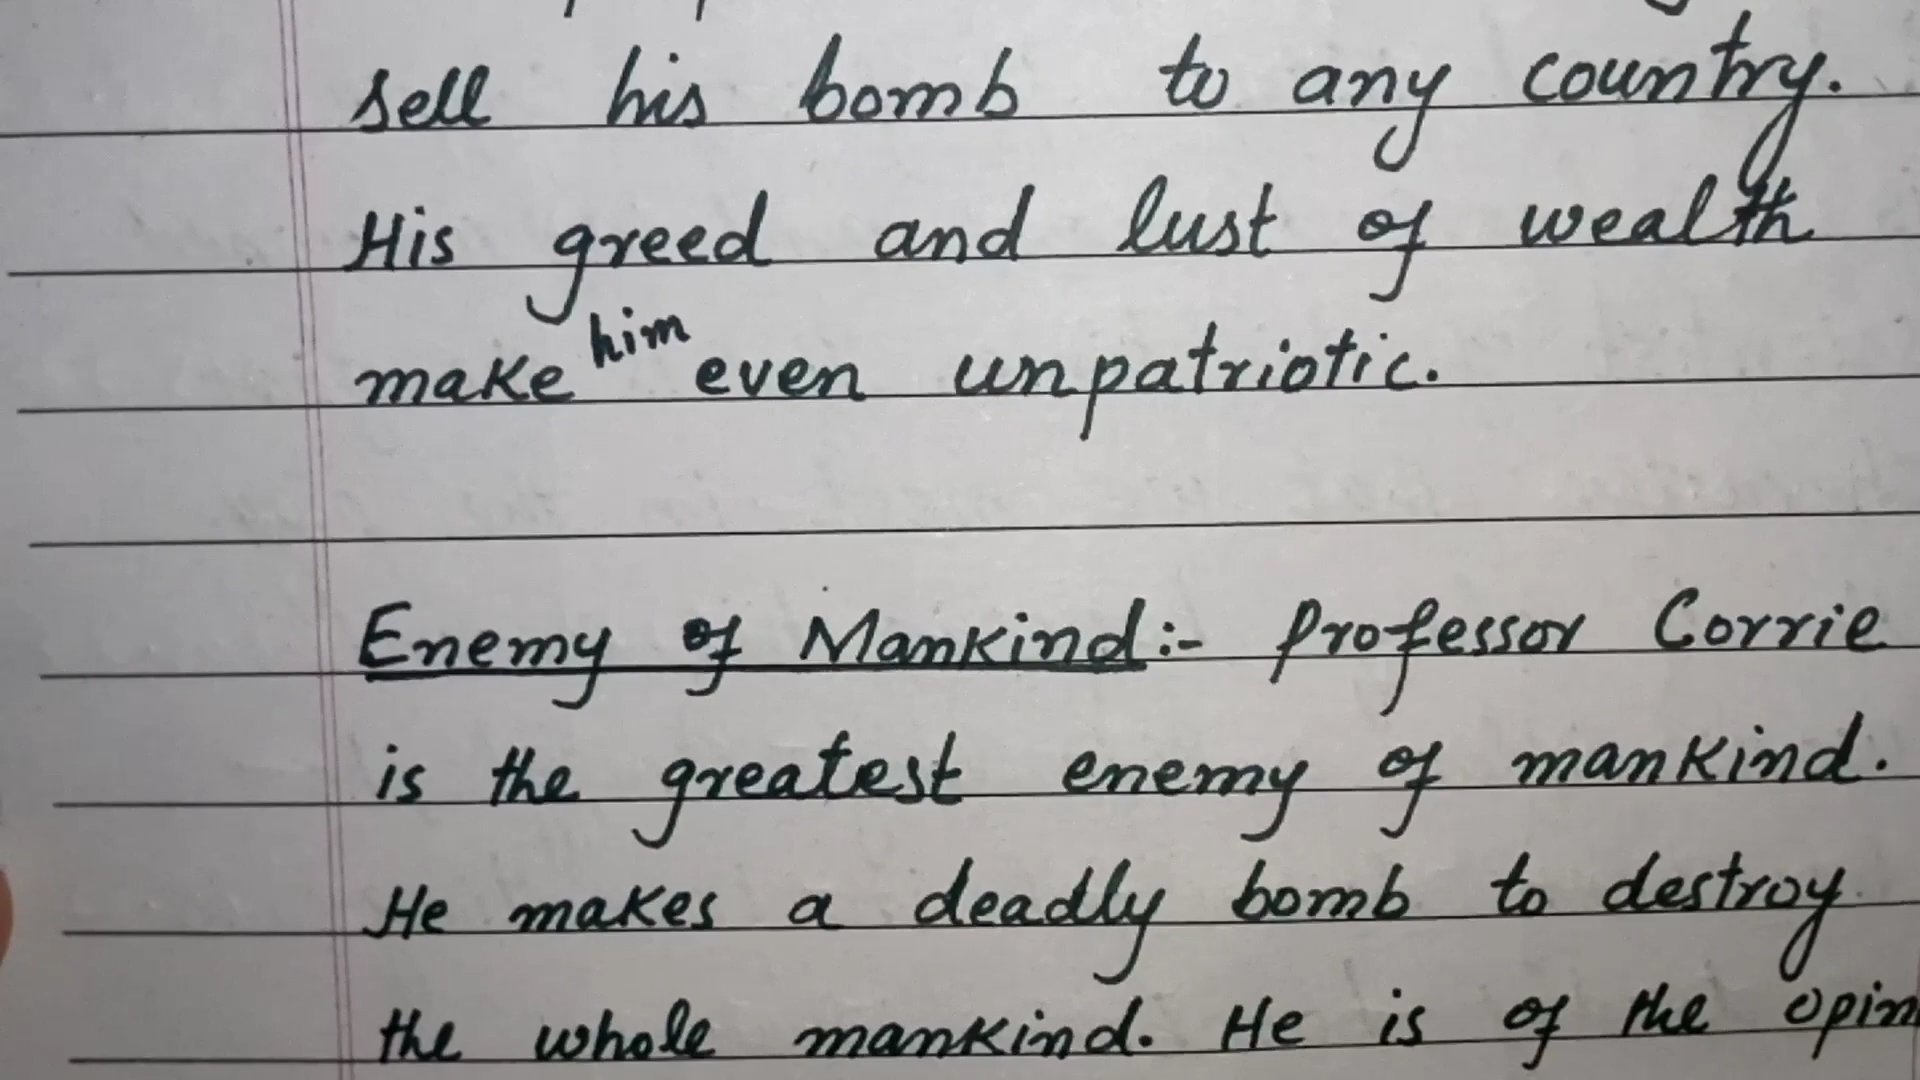 sell his bomb to any country.
His greed and lust of wealth
make him even unpatriotic.
Enemy of Mankind:- Professor Corrie
is the greatest enemy of mankind.
He makes a deadly bomb to destroy
the whole mankind. He is of the opin